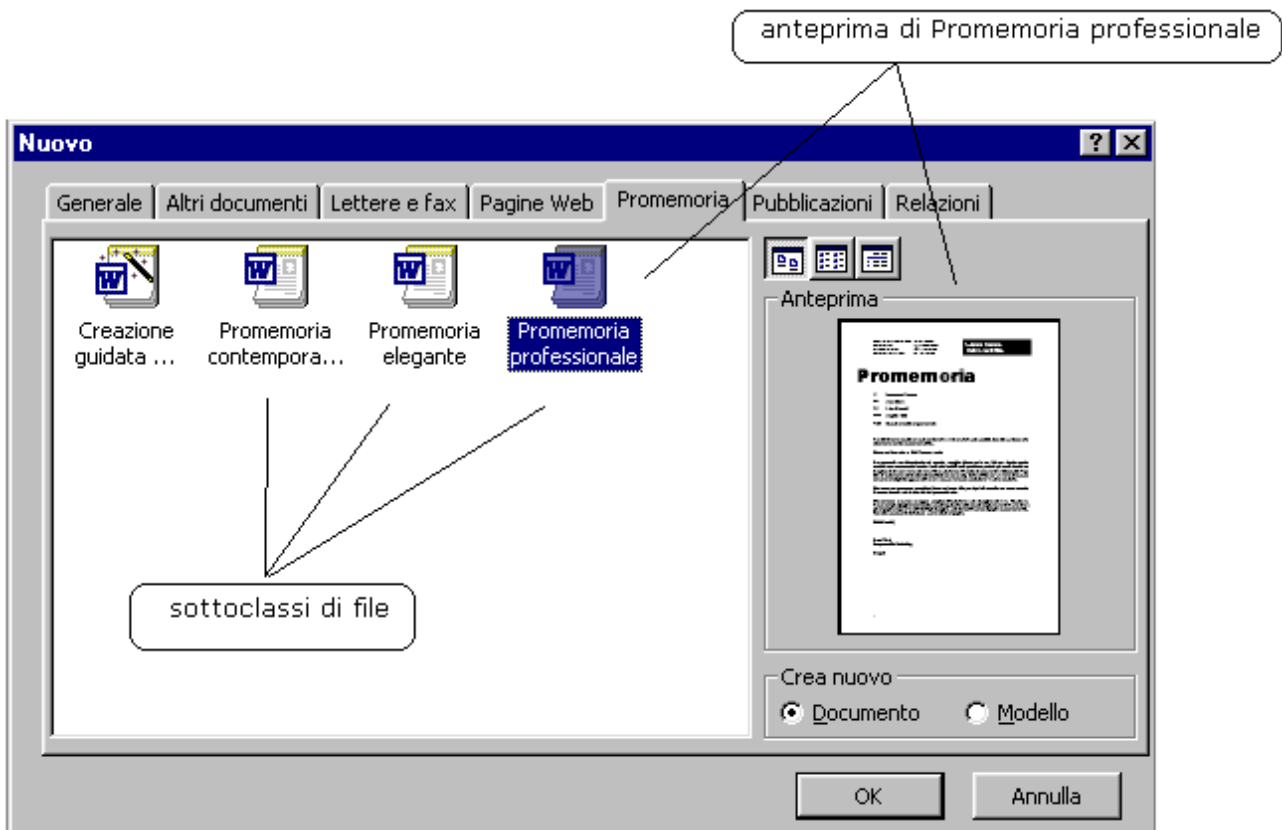 anteprima di Promemoria professionale
Nuovo
Generale Altri documenti Lettere e fax Pagine Web Promemoria Pubblicazioni Relazioni
Creazione guidata ...
Promemoria contempora...
Promemoria elegante
Promemoria professionale
Anteprima
Promemoria
sottoclassi di file
Crea nuovo
Documento Modello
OK Annulla